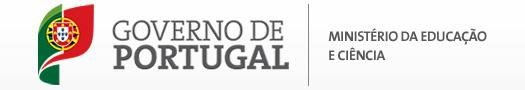 GOVERNO DE
PORTUGAL
MINISTÉRIO DA EDUCAÇÃO
E CIÊNCIA